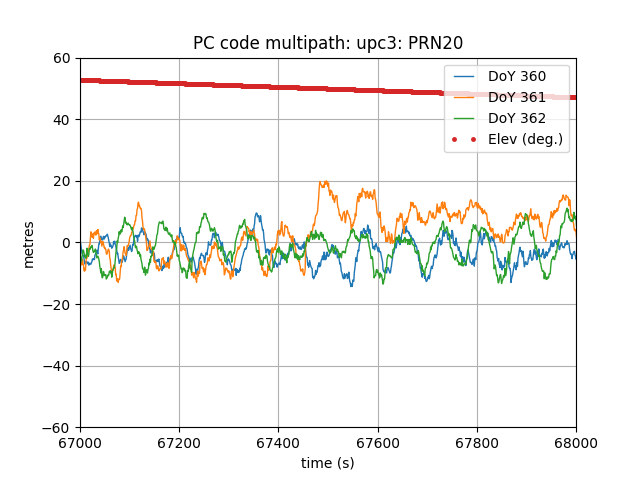 PC code multipath: upc3: PRN20
60
40
20
0
−20
−40
−60
metres
DoY 360
DoY 361
DoY 362
Elev (deg.)
67000 67200 67400 67600 67800 68000
time (s)